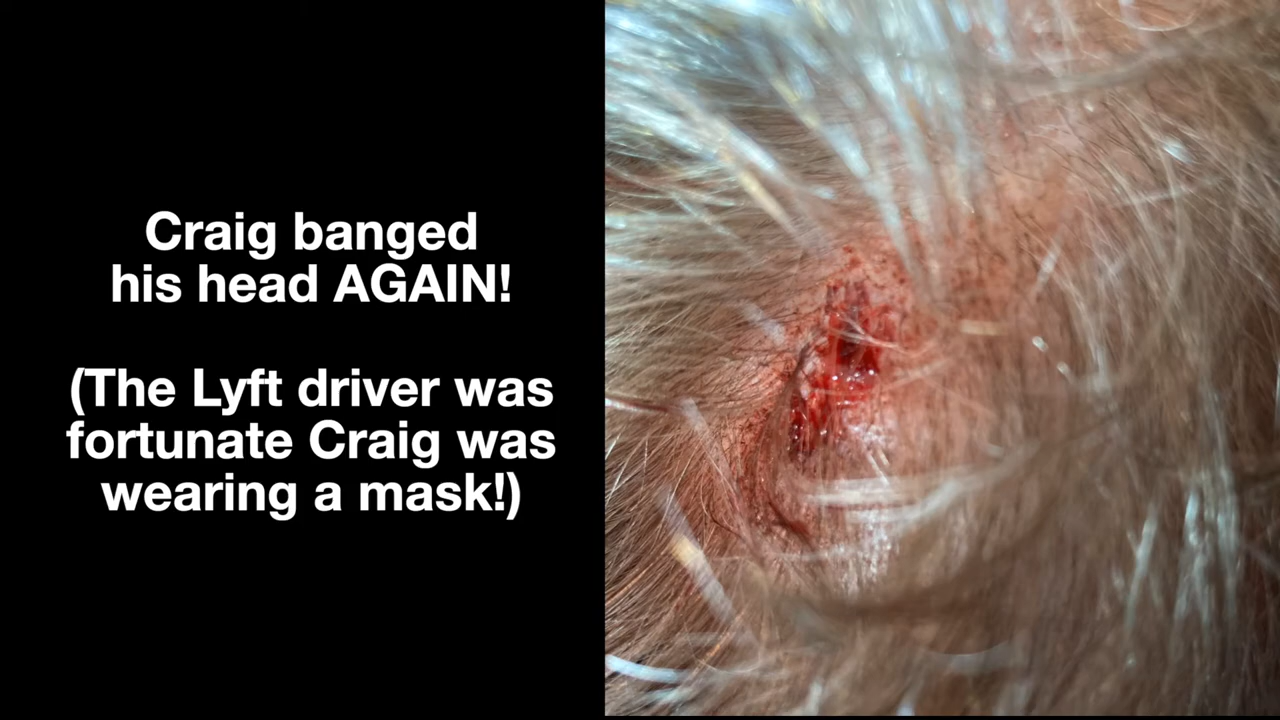 Craig banged
his head AGAIN!
(The Lyft driver was
fortunate Craig was
wearing a mask!)